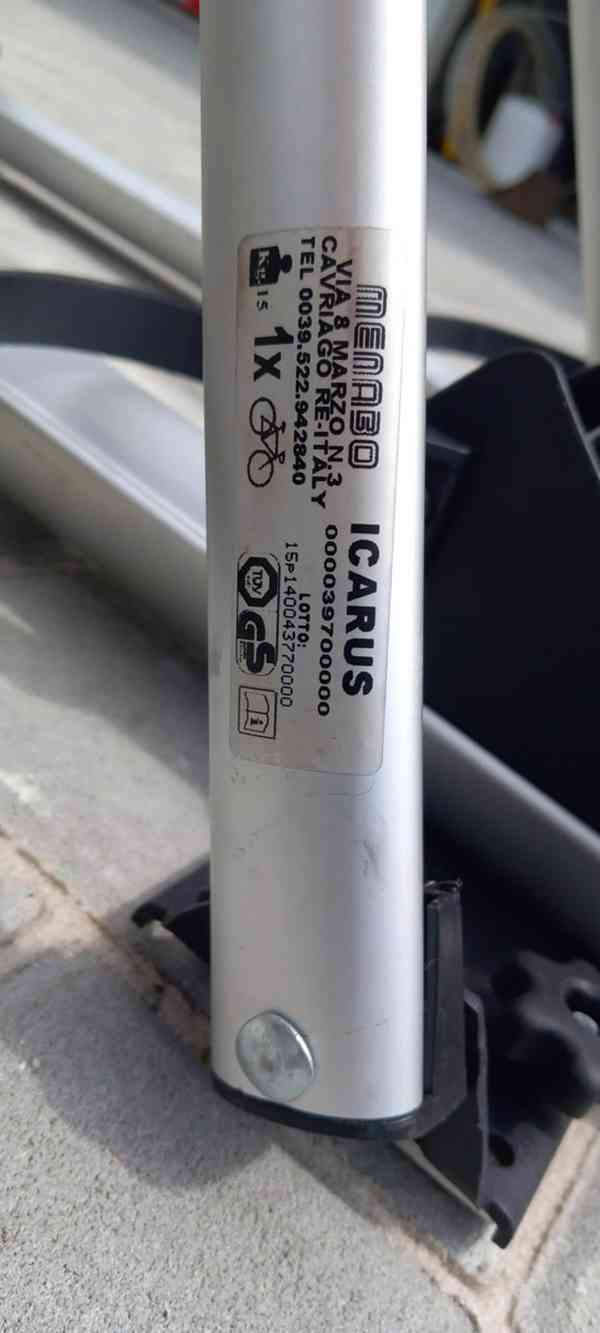 MENABO
VIA 8 MARZO N.3
CAVRIAGO RE-ITALY
TEL 0039.522.942840
Kg. 15
1x
ICARUS
000039700000
LOTTO:
15P140043770000
TÜV
GS
i